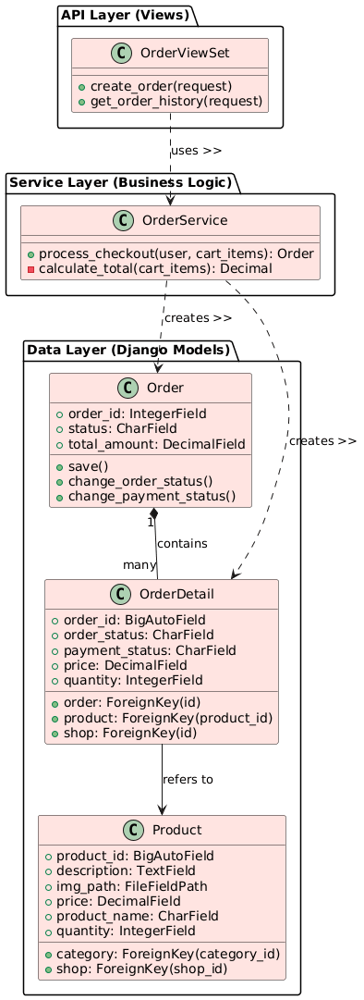 API Layer (Views)
C OrderViewSet
create_order(request)
get_order_history(request)
uses >>
Service Layer (Business Logic)
C OrderService
process_checkout(user, cart_items): Order
calculate_total(cart_items): Decimal
creates >>
Data Layer (Django Models)
C Order
order_id: IntegerField
status: CharField
total_amount: DecimalField
save()
change_order_status()
change_payment_status()
creates >>
1
contains
many
C OrderDetail
order_id: BigAutoField
order_status: CharField
payment_status: CharField
price: DecimalField
quantity: IntegerField
order: ForeignKey(id)
product: ForeignKey(product_id)
shop: ForeignKey(id)
refers to
C Product
product_id: BigAutoField
description: TextField
img_path: FileFieldPath
price: DecimalField
product_name: CharField
quantity: IntegerField
category: ForeignKey(category_id)
shop: ForeignKey(shop_id)